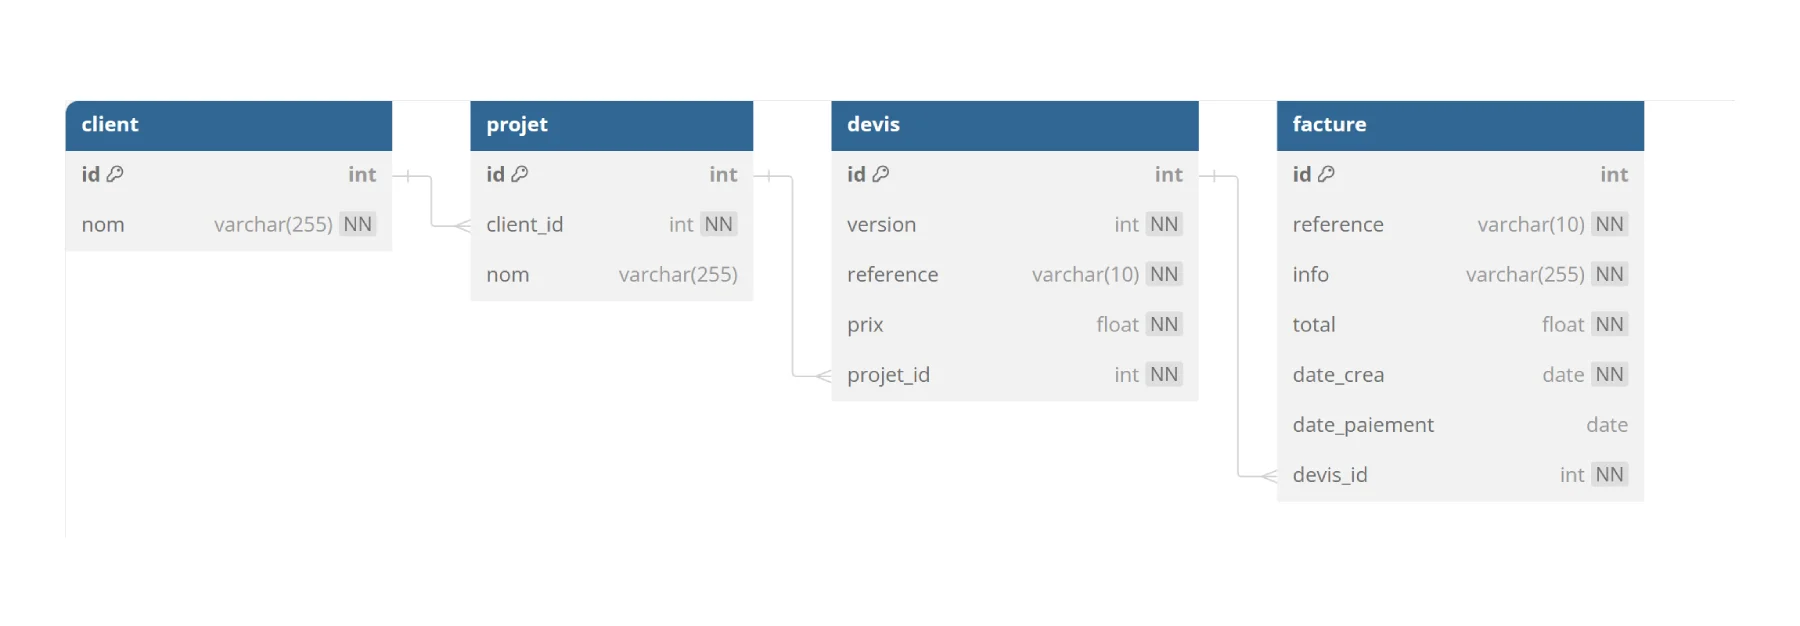 client
id int
nom varchar(255) NN
projet
id int
client_id int NN
nom varchar(255)
devis
id int
version int NN
reference varchar(10) NN
prix float NN
projet_id int NN
facture
id int
reference varchar(10) NN
info varchar(255) NN
total float NN
date_crea date NN
date_paiement date
devis_id int NN